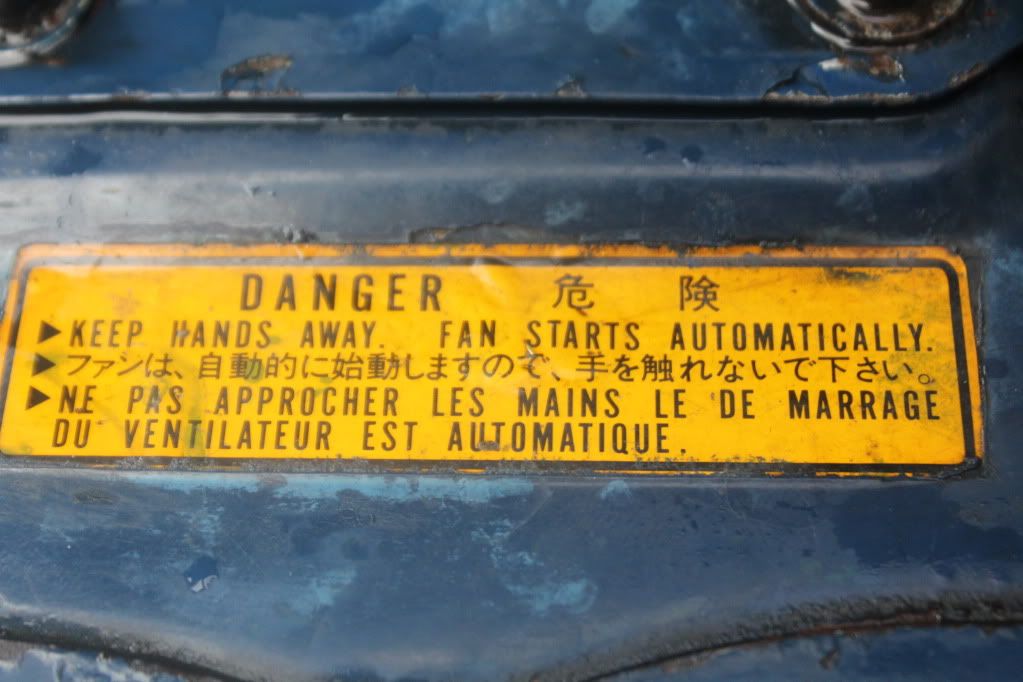 DANGER 危険
▶KEEP HANDS AWAY. FAN STARTS AUTOMATICALLY.
▶ファンは、自動的に始動しますので、手を触れないで下さい。
▶NE PAS APPROCHER LES MAINS LE DE MARRAGE
DU VENTILATEUR EST AUTOMATIQUE.